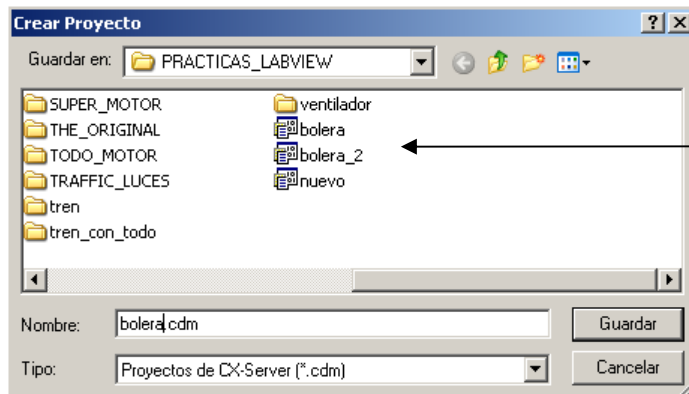 Crear Proyecto
Guardar en: PRACTICAS_LABVIEW
SUPER_MOTOR
THE_ORIGINAL
TODO_MOTOR
TRAFFIC_LUCES
tren
tren_con_todo
ventilador
bolera
bolera_2
nuevo
Nombre: bolera.cdm
Guardar
Tipo: Proyectos de CX-Server (*.cdm)
Cancelar